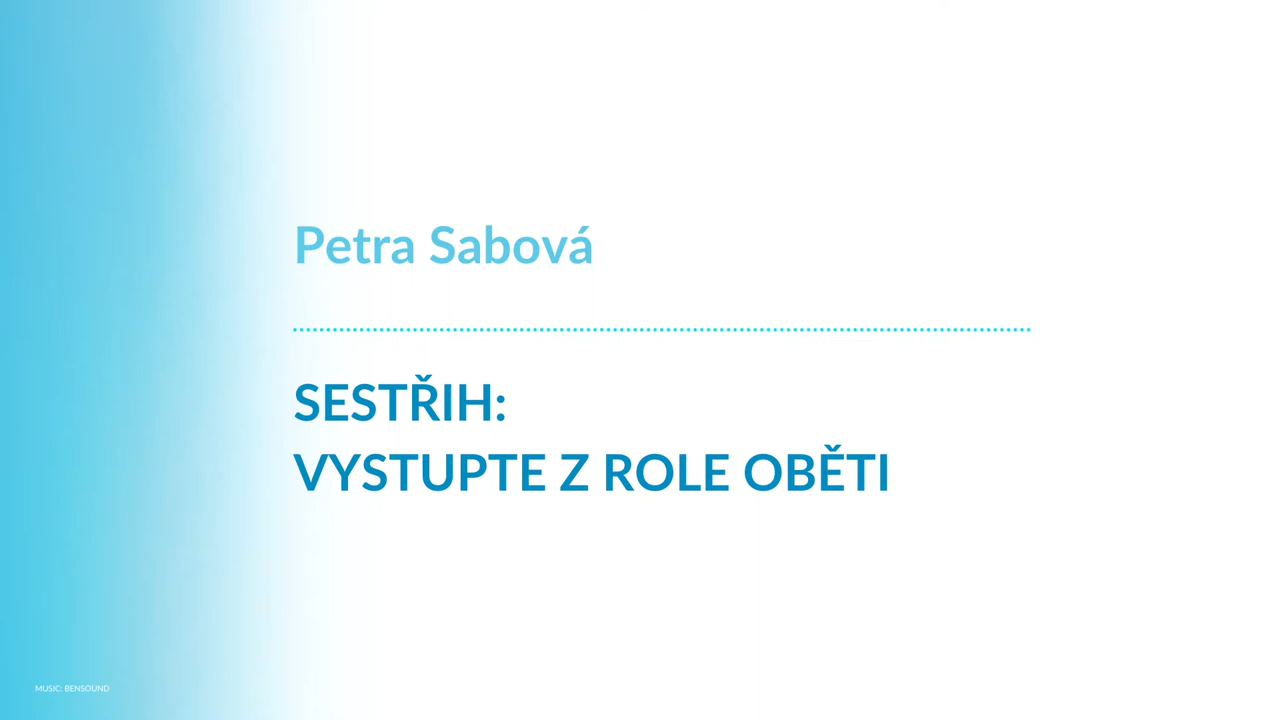 Petra Sabová
SESTŘIH:
VYSTUPTE Z ROLE OBĚTI
MUSIC: BENSOUND